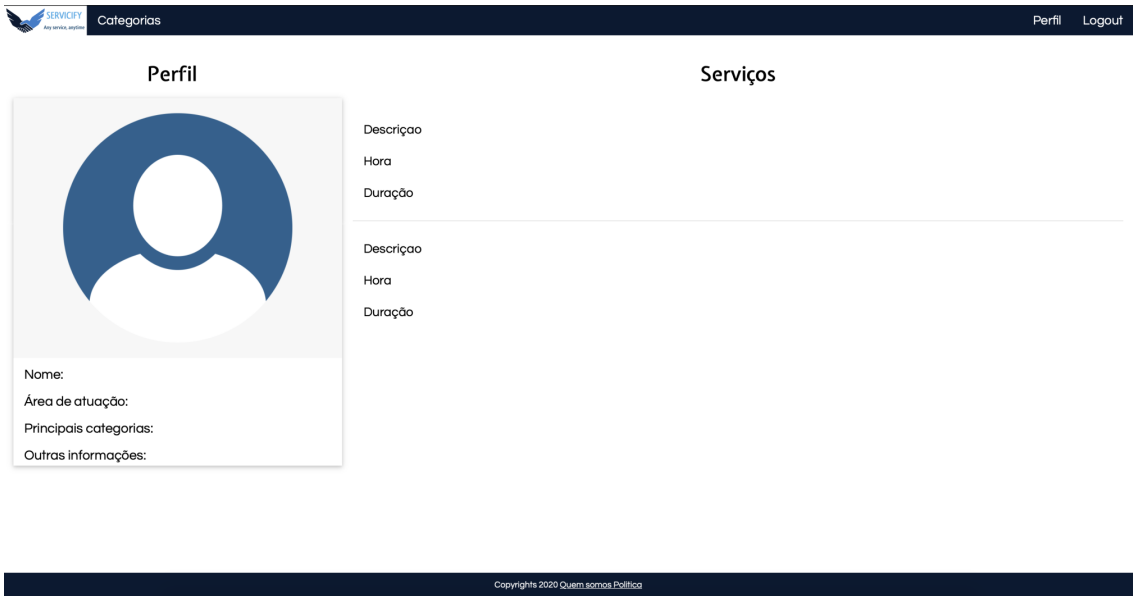 SERVICIFY
Any service, anytime
Categorias
Perfil
Logout
Perfil
Nome:
Área de atuação:
Principais categorias:
Outras informações:
Serviços
Descriçao
Hora
Duração
Descriçao
Hora
Duração
Copyrights 2020 Quem somos Política